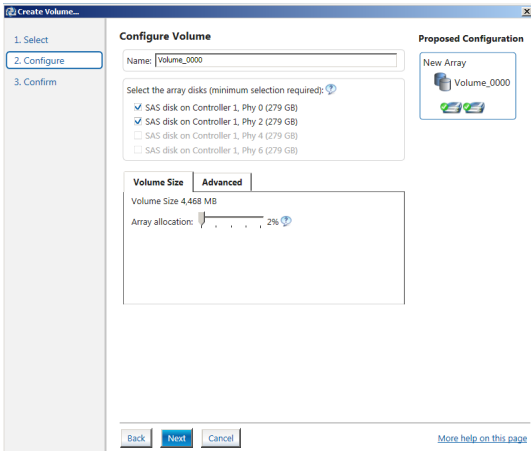 Create Volume...
1. Select
2. Configure
3. Confirm
Configure Volume
Name: Volume_0000
Select the array disks (minimum selection required):
SAS disk on Controller 1, Phy 0 (279 GB)
SAS disk on Controller 1, Phy 2 (279 GB)
SAS disk on Controller 1, Phy 4 (279 GB)
SAS disk on Controller 1, Phy 6 (279 GB)
Volume Size Advanced
Volume Size 4,468 MB
Array allocation: 2%
Proposed Configuration
New Array
Volume_0000
Back Next Cancel
More help on this page